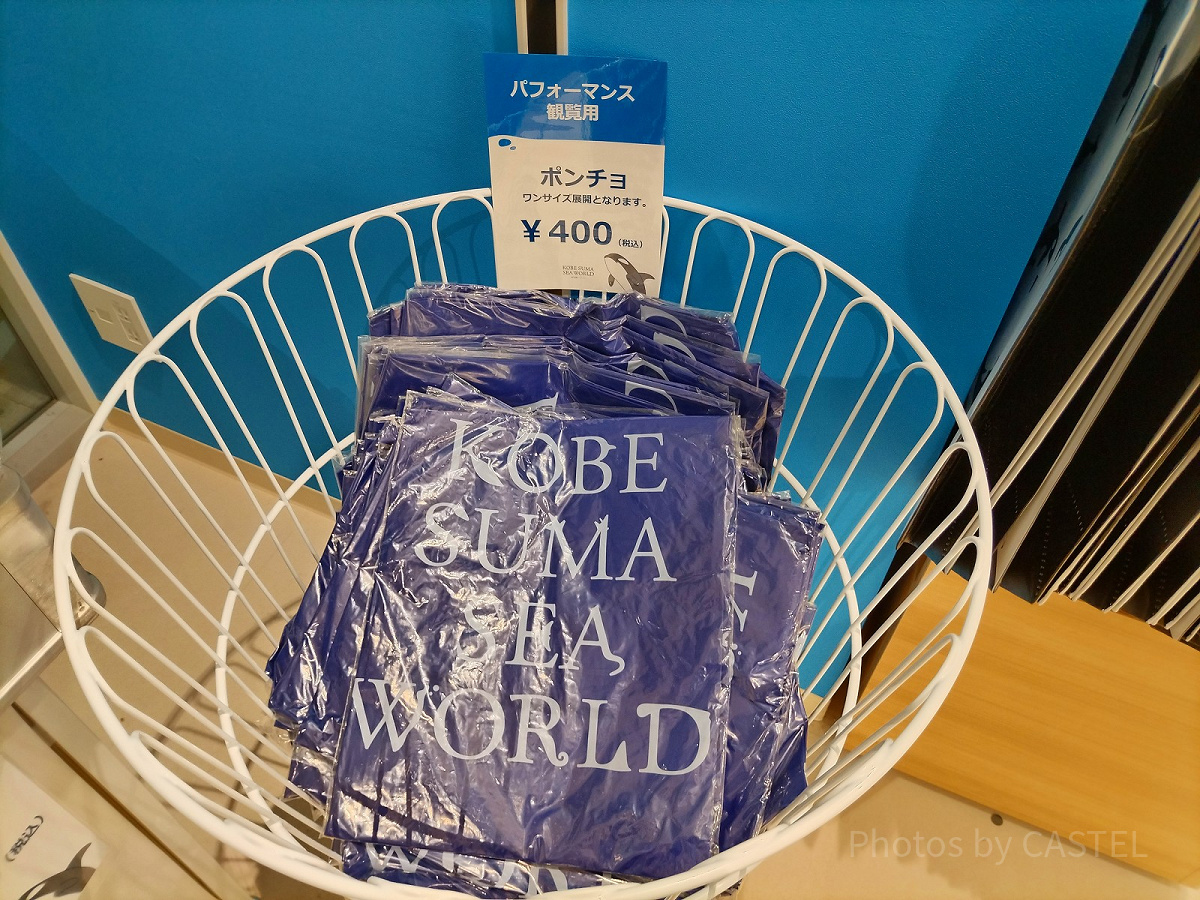 パフォーマンス
観覧用
ポンチョ
ワンサイズ展開となります。
¥400(税込)
KOBE SUMA
SEA WORLD
KOBE
SUMA
SEA
WORLD
(税込)
Photos by CASTEL